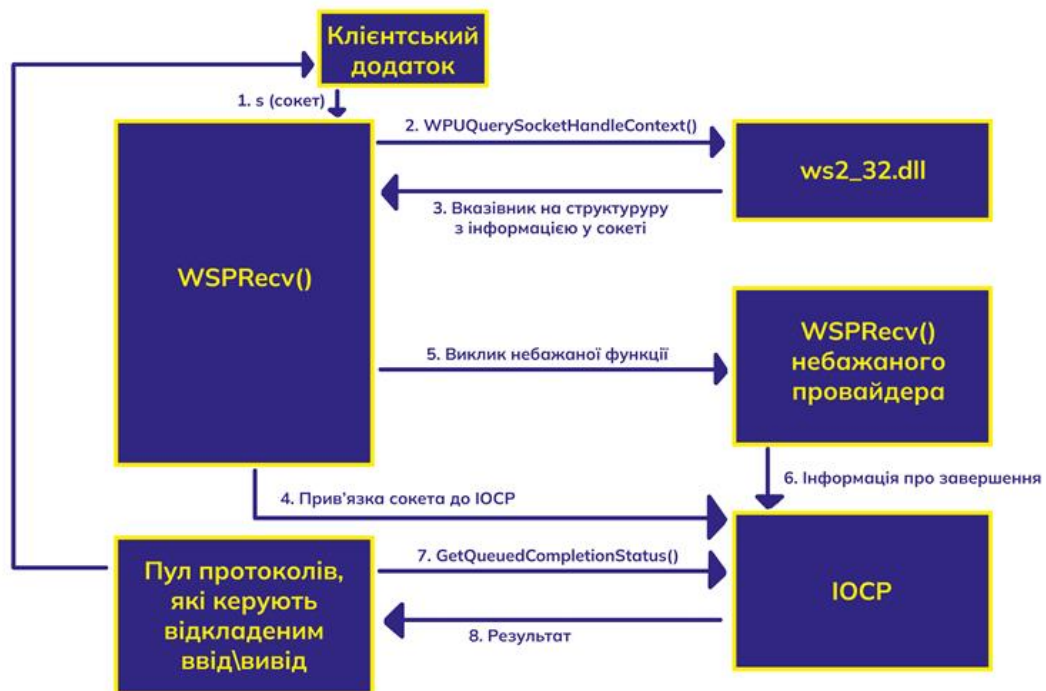 Клієнтський
додаток
1. s (сокет)
2. WPUQuerySocketHandleContext()
ws2_32.dll
3. Вказівник на структуруру
з інформацією у сокеті
WSPRecv()
5. Виклик небажаної функції
WSPRecv()
небажаного
провайдера
6. Інформація про завершення
4. Прив’язка сокета до IOCP
Пул протоколів,
які керують
відкладеним
ввід\вивід
7. GetQueuedCompletionStatus()
8. Результат
IOCP